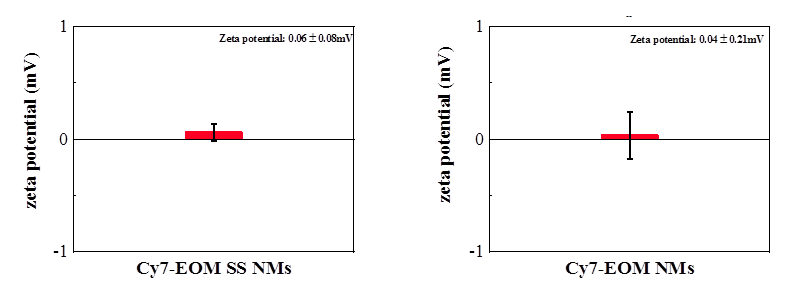 1
Zeta potential: 0.06±0.08mV
zeta potential (mV)
0
-1
Cy7-EOM SS NMs
--
1
Zeta potential: 0.04±0.21mV
zeta potential (mV)
0
-1
Cy7-EOM NMs